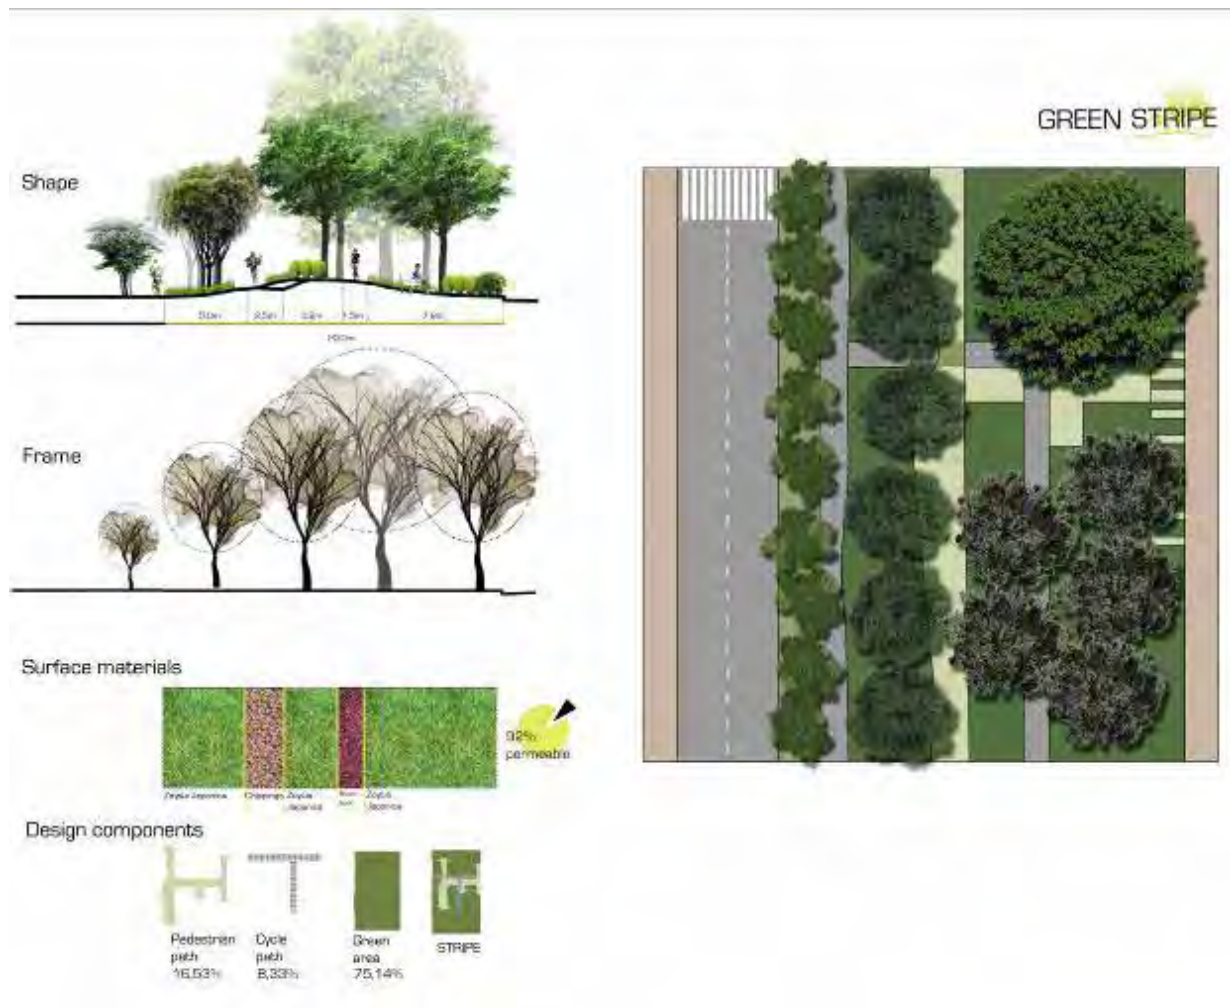 GREEN STRIPE
Shape
Frame
Surface materials
92%
permeable
Zoysia Japonica
Chippings
Zoysia
Japonica
Zoysia
Japonica
Design components
Pedestrian
path
16,53%
Cycle
path
8,33%
Green
area
75,14%
STRIPE